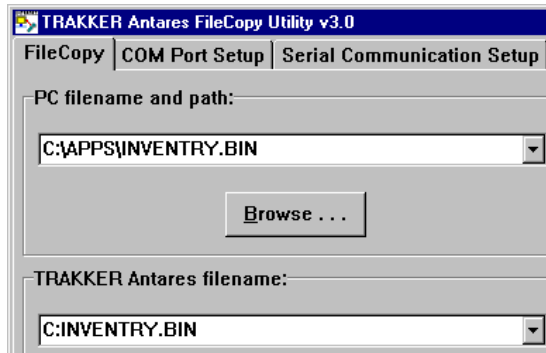 TRAKKER Antares FileCopy Utility v3.0
FileCopy COM Port Setup Serial Communication Setup
PC filename and path:
C:\APPS\INVENTRY.BIN
Browse . . .
TRAKKER Antares filename:
C:INVENTRY.BIN